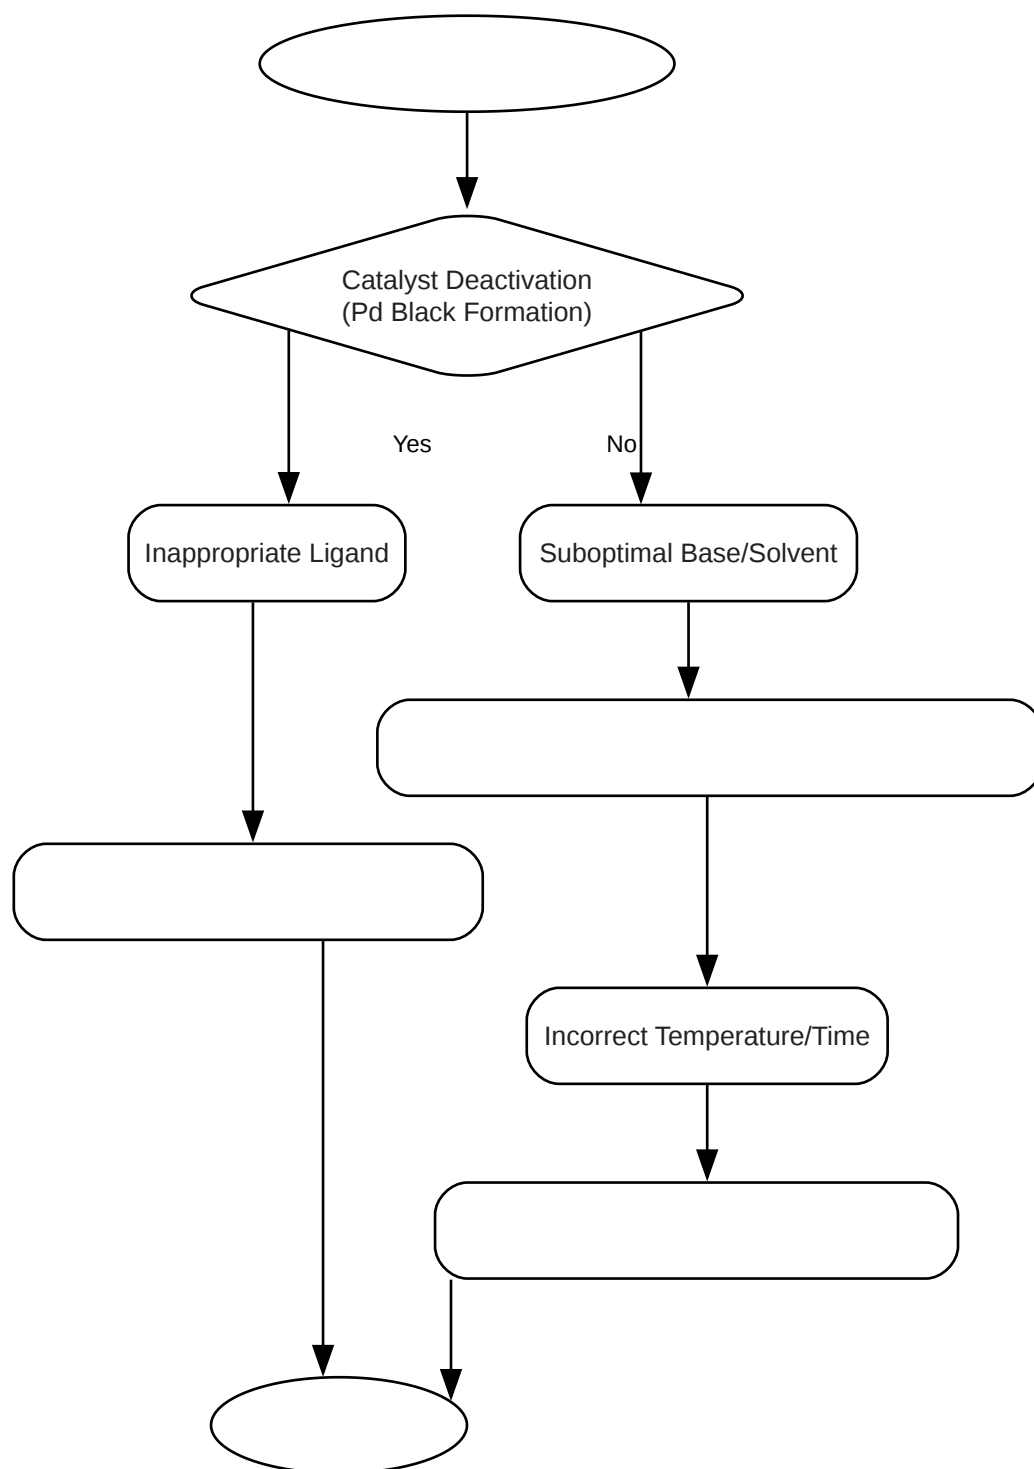 Catalyst Deactivation
(Pd Black Formation)
Yes
No
Inappropriate Ligand
Suboptimal Base/Solvent
Incorrect Temperature/Time